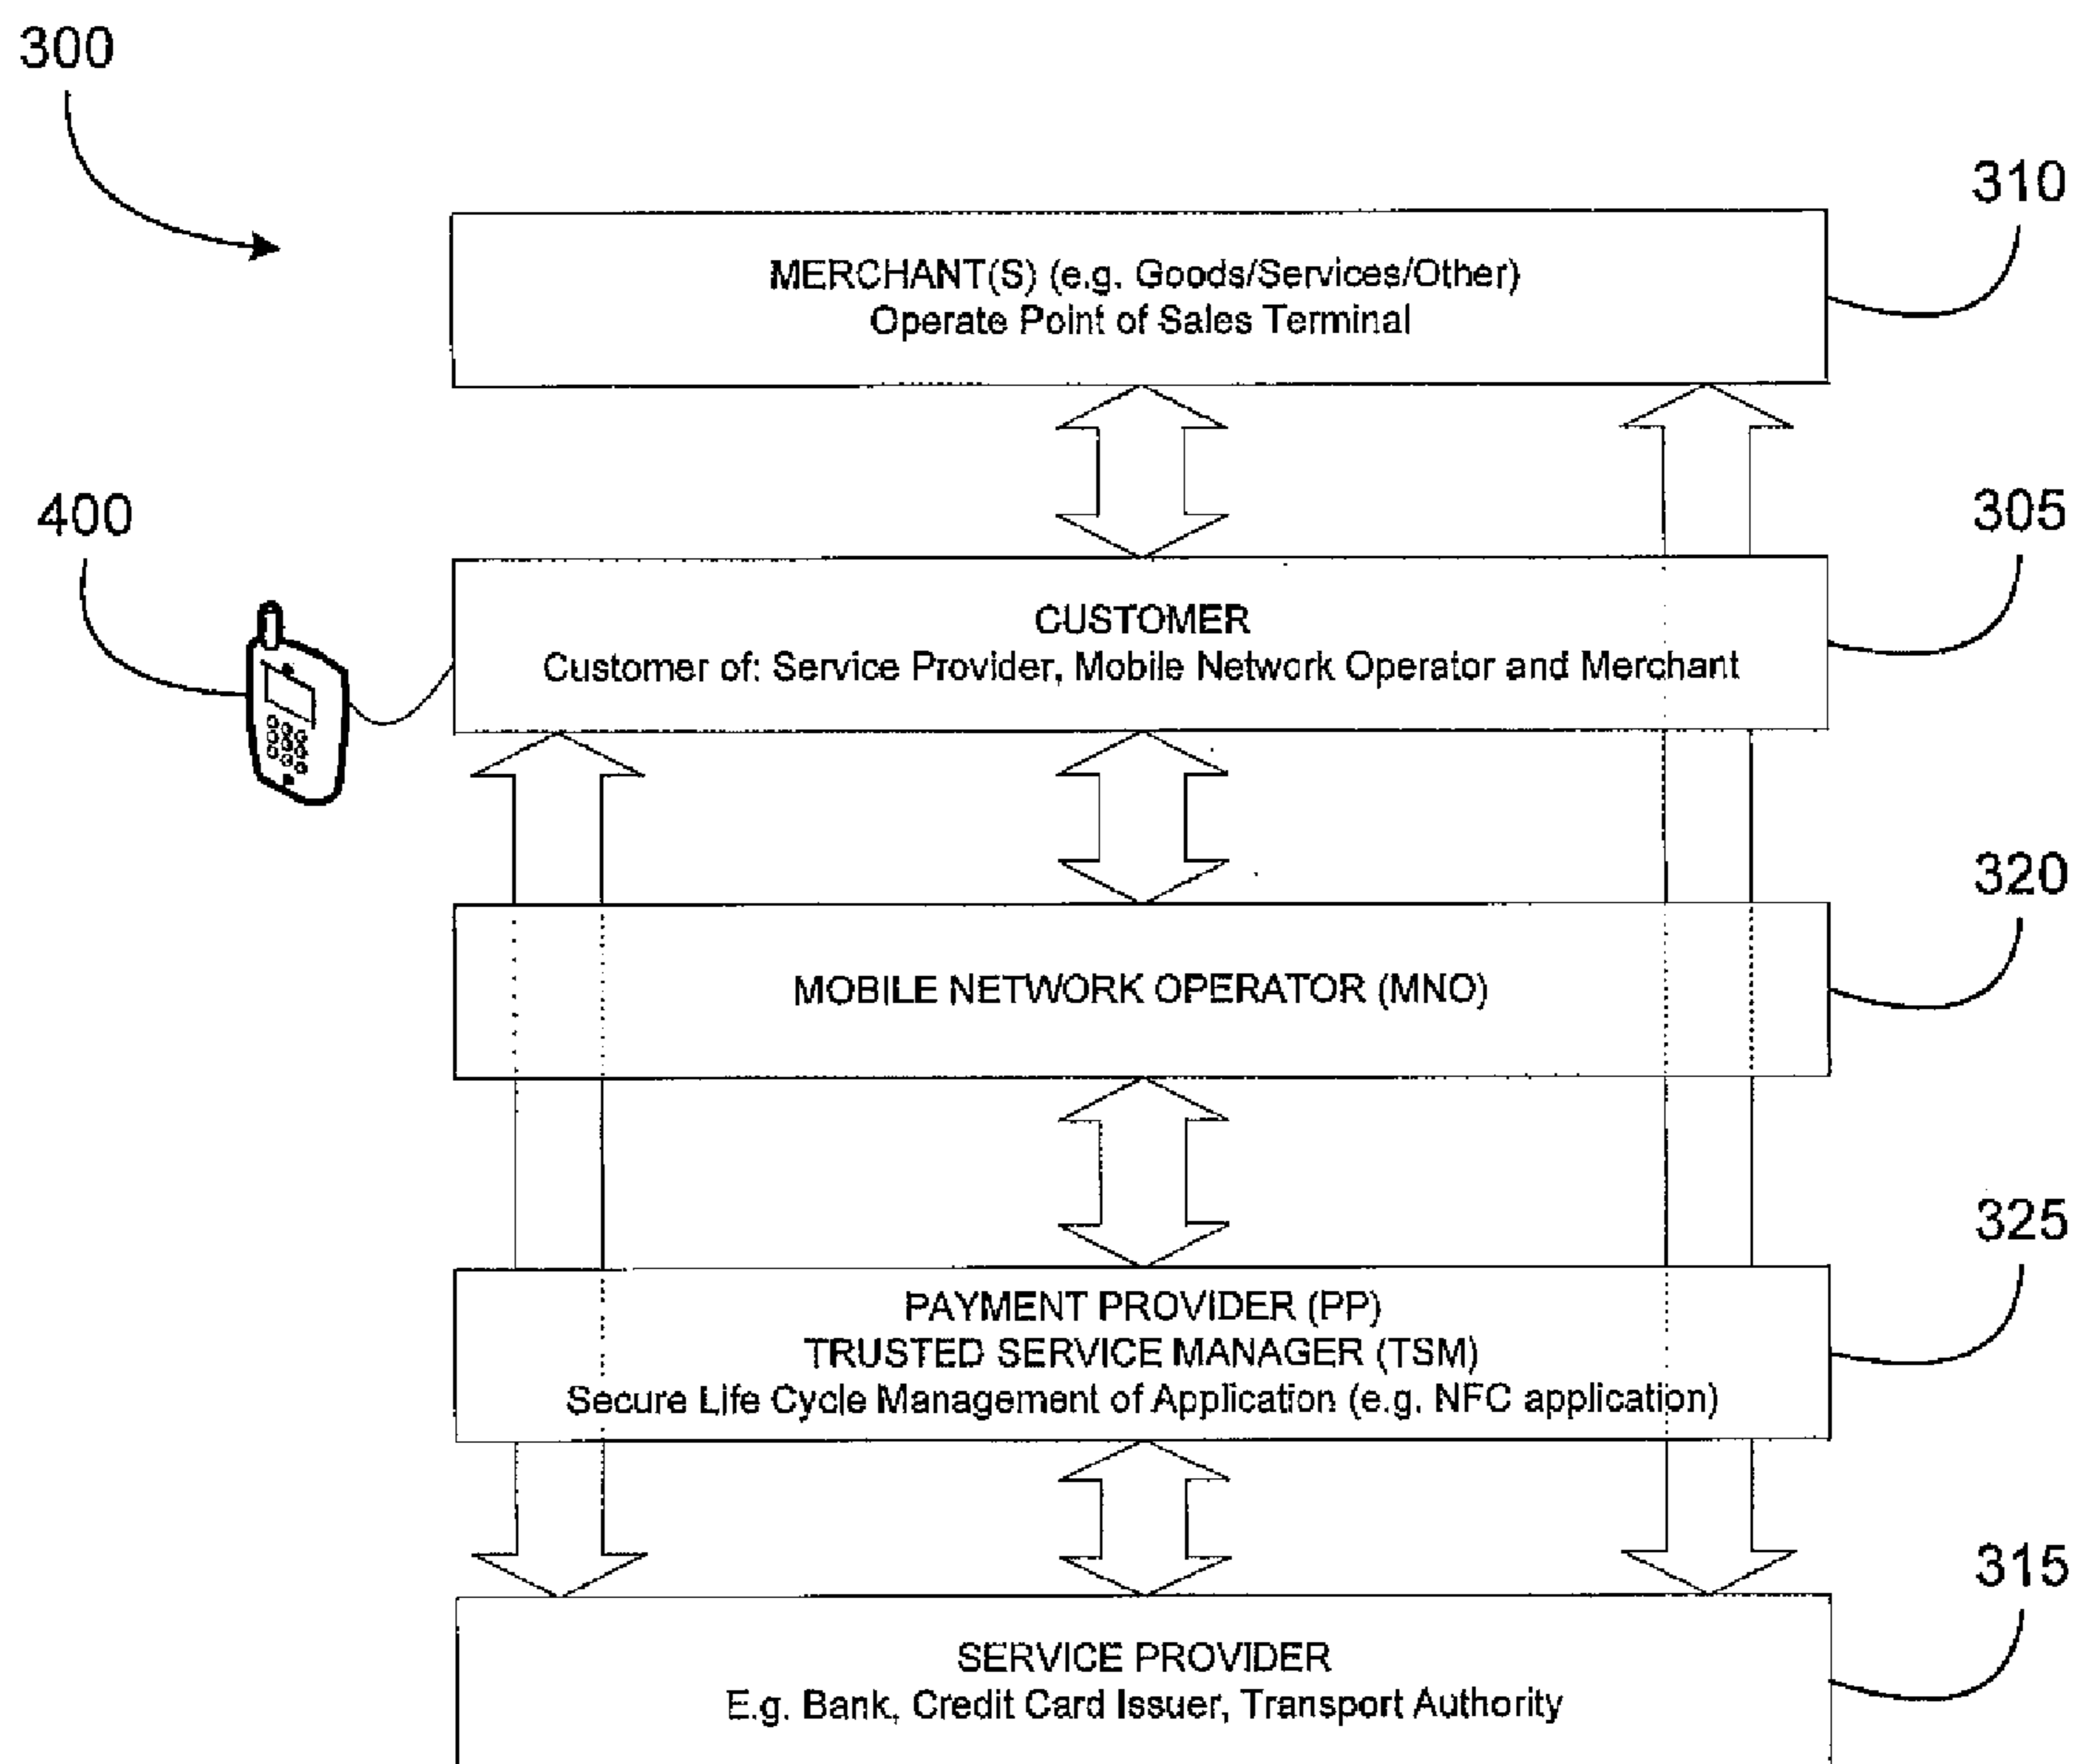 300
310
MERCHANT(S) (e.g. Goods/Services/Other)
Operate Point of Sales Terminal
400
305
CUSTOMER
Customer of: Service Provider, Mobile Network Operator and Merchant
320
MOBILE NETWORK OPERATOR (MNO)
325
PAYMENT PROVIDER (PP)
TRUSTED SERVICE MANAGER (TSM)
Secure Life Cycle Management of Application (e.g. NFC application)
315
SERVICE PROVIDER
E.g. Bank, Credit Card Issuer, Transport Authority